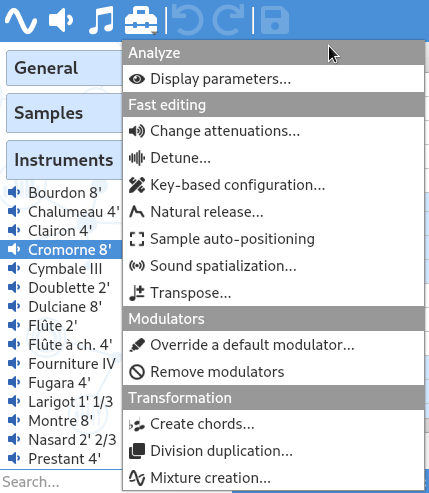 General
Samples
Instruments
Bourdon 8'
Chalumeau 4'
Clairon 4'
Cromorne 8'
Cymbale III
Doublette 2'
Dulciane 8'
Flûte 2'
Flûte à ch. 4'
Fourniture IV
Fugara 4'
Larigot 1' 1/3
Montre 8'
Nasard 2' 2/3
Prestant 4'
Search...
Analyze
Display parameters...
Fast editing
Change attenuations...
Detune...
Key-based configuration...
Natural release...
Sample auto-positioning
Sound spatialization...
Transpose...
Modulators
Override a default modulator...
Remove modulators
Transformation
Create chords...
Division duplication...
Mixture creation...